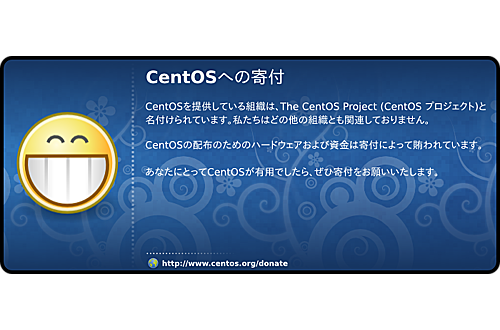 CentOSへの寄付
CentOSを提供している組織は、The CentOS Project (CentOS プロジェクト)と
名付けられています。私たちはどの他の組織とも関連しておりません。
CentOSの配布のためのハードウェアおよび資金は寄付によって賄われています。
あなたにとってCentOSが有用でしたら、ぜひ寄付をお願いいたします。
http://www.centos.org/donate